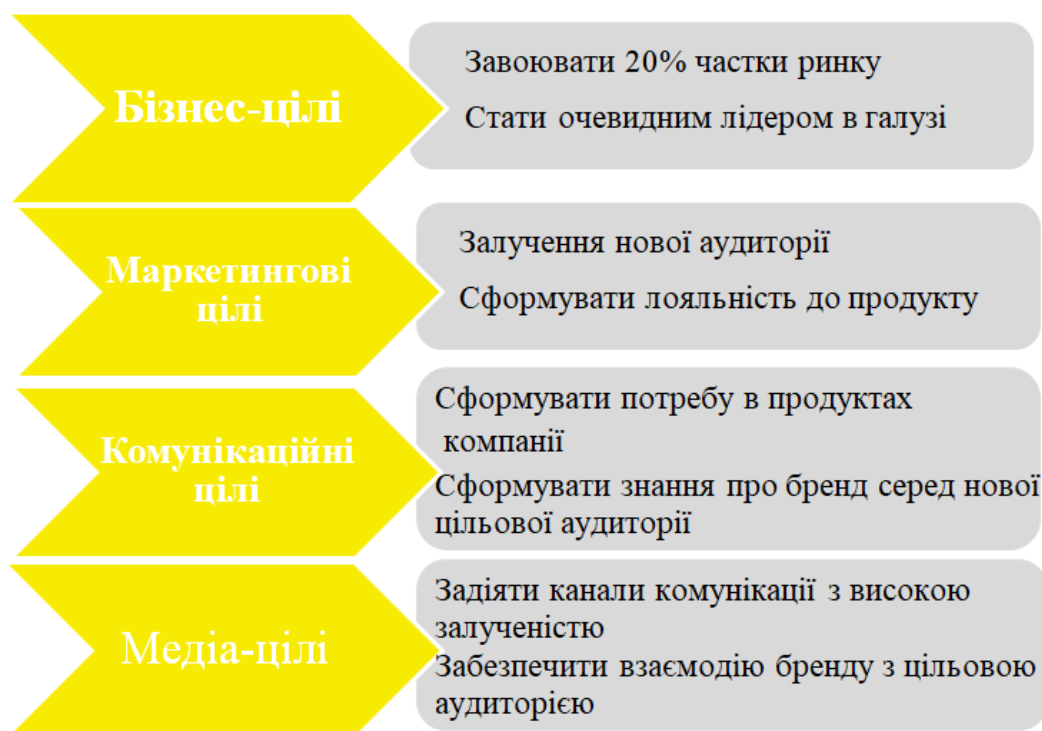 Бізнес-цілі
Завоювати 20% частки ринку
Стати очевидним лідером в галузі
Маркетингові
цілі
Залучення нової аудиторії
Сформувати лояльність до продукту
Комунікаційні
цілі
Сформувати потребу в продуктах
компанії
Сформувати знання про бренд серед нової
цільової аудиторії
Медіа-цілі
Задіяти канали комунікації з високою
залученістю
Забезпечити взаємодію бренду з цільовою
аудиторією